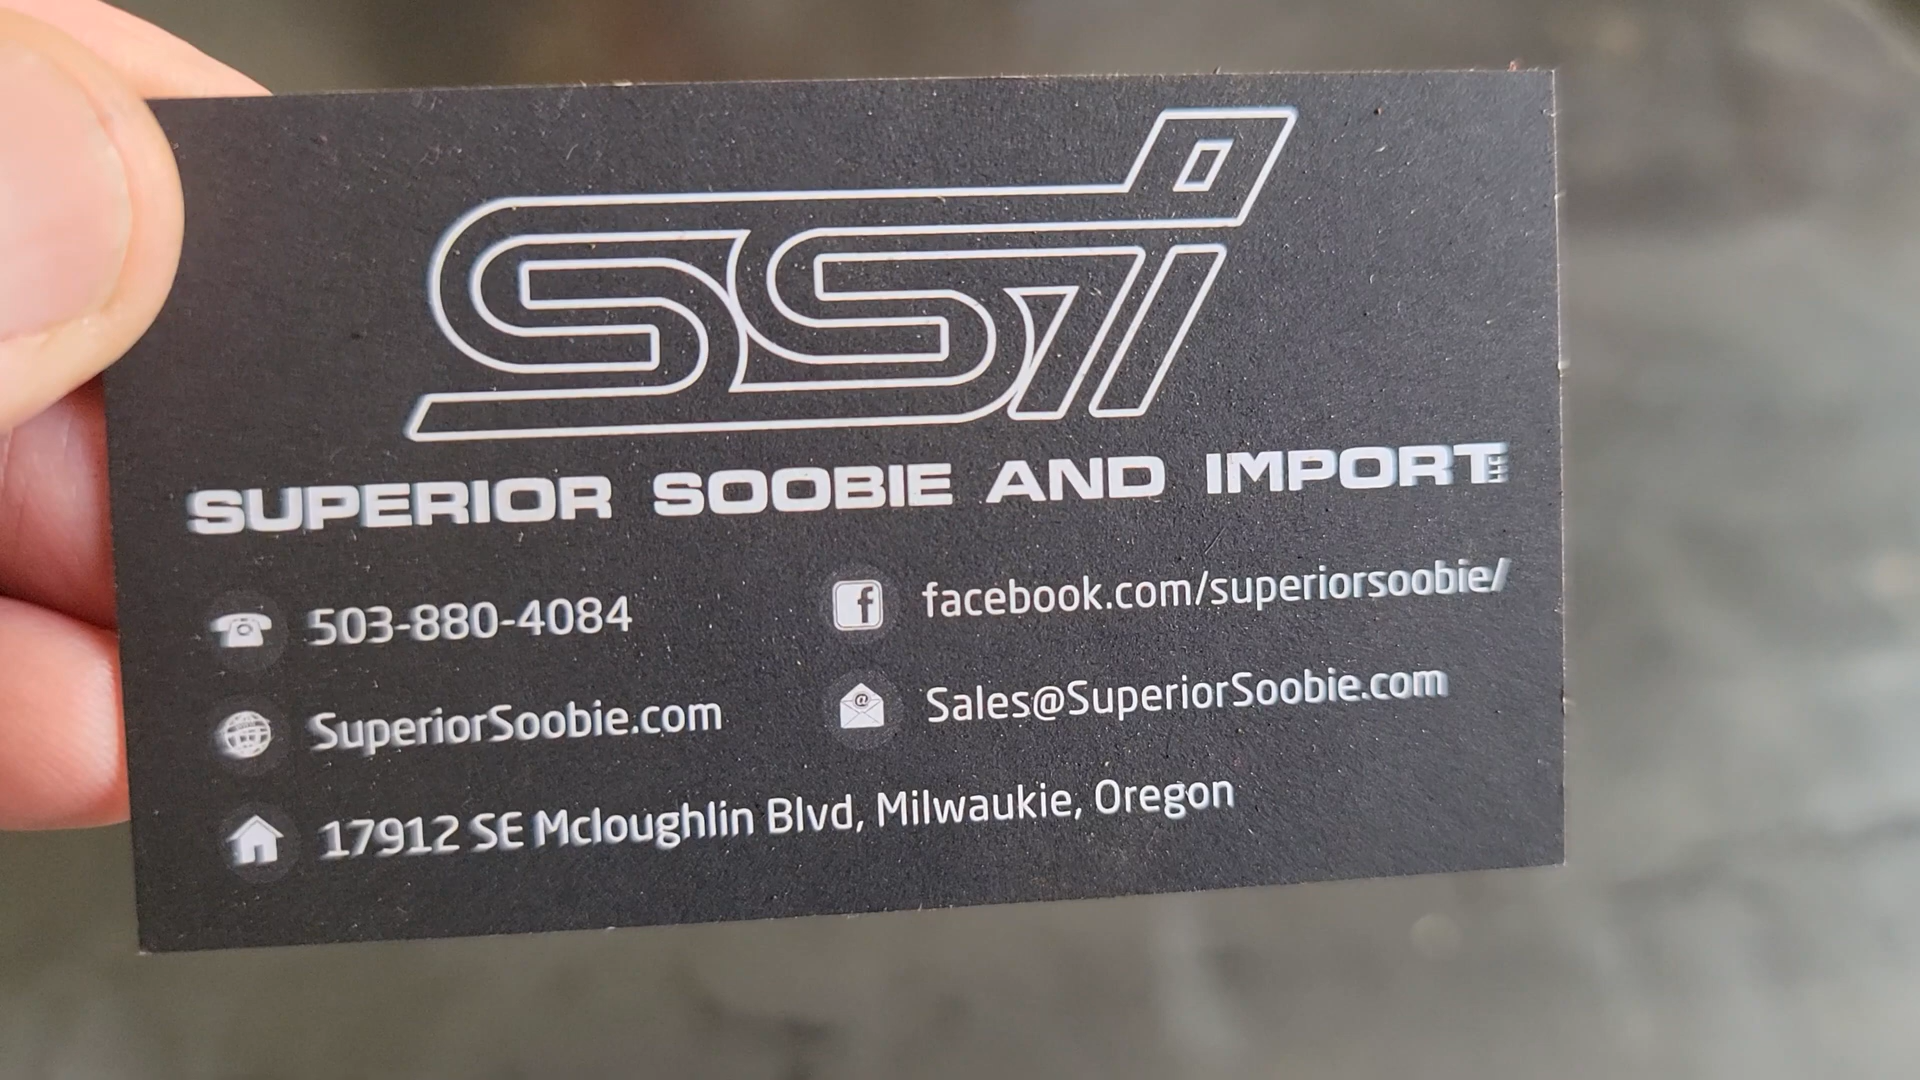 SSi
SUPERIOR SOOBIE AND IMPORT LLC
503-880-4084
facebook.com/superiorsoobie/
SuperiorSoobie.com
Sales@SuperiorSoobie.com
17912 SE Mcloughlin Blvd, Milwaukie, Oregon